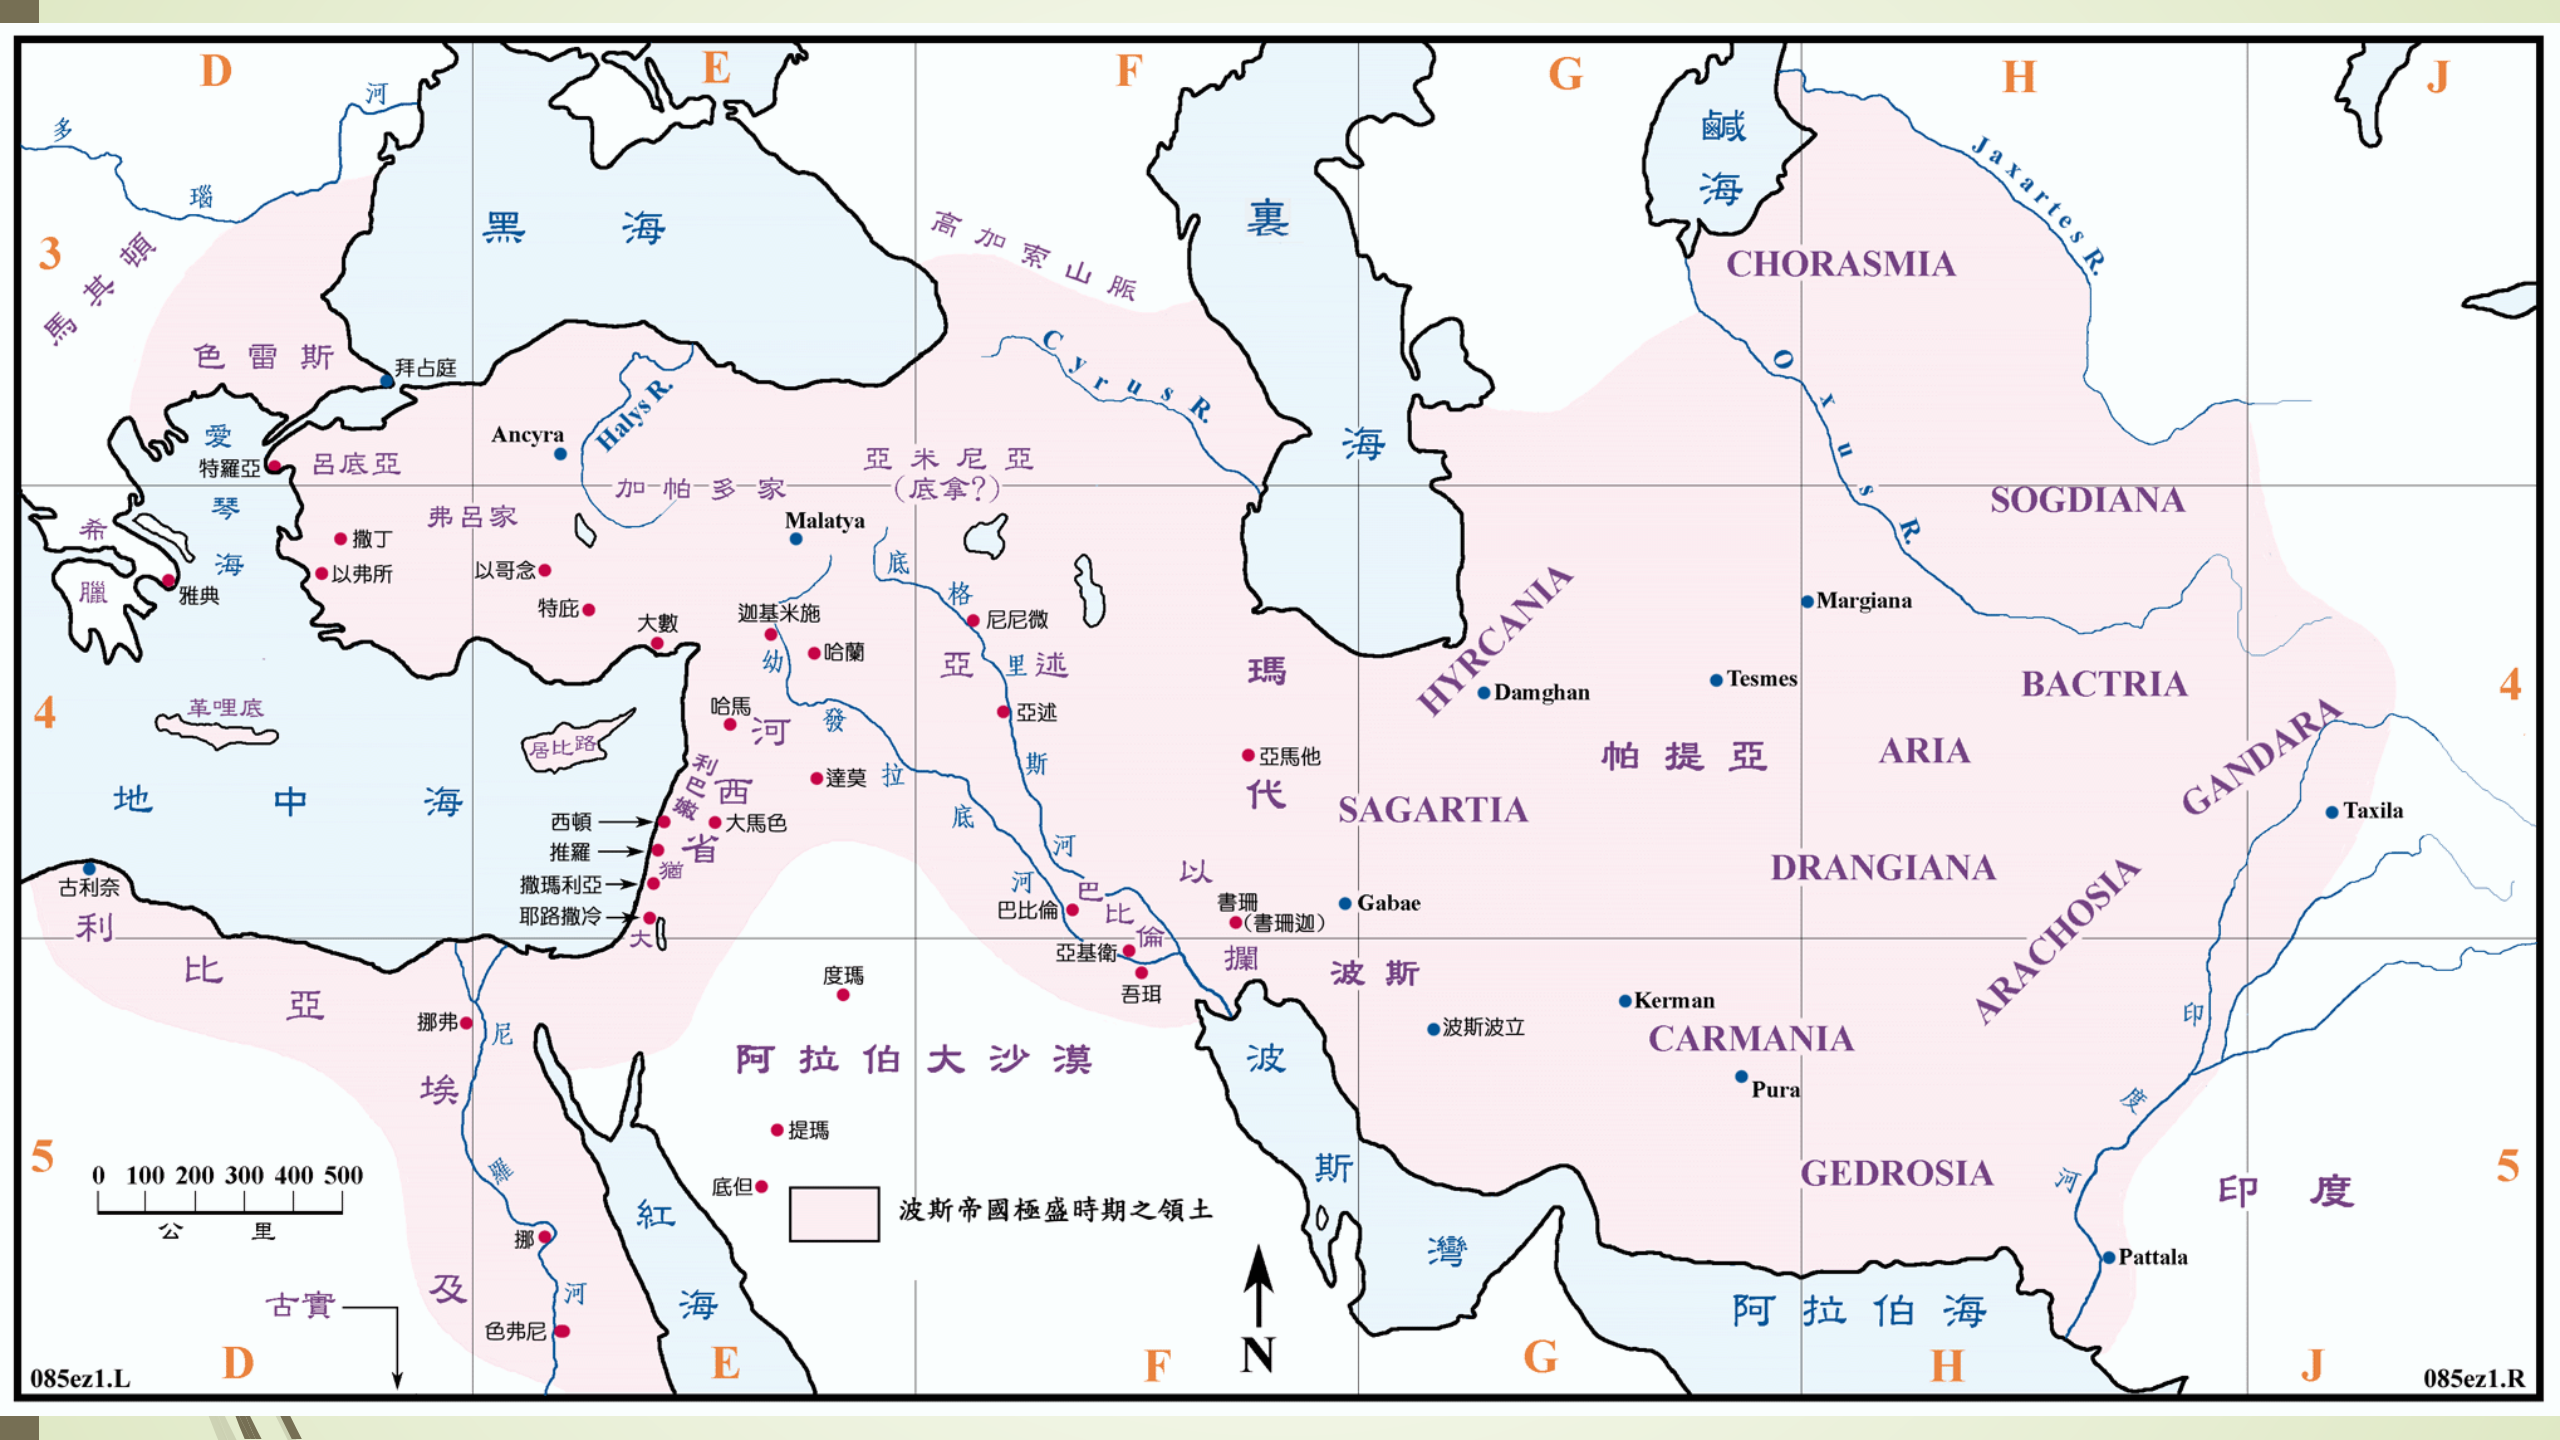 D
E
F
G
H
J
3
4
5
4
5
D
E
F
G
H
J
多瑙河
馬其頓
色雷斯
黑海
高加索山脈
裏海
鹹海
Jaxartes R.
CHORASMIA
Cyrus R.
Oxus R.
拜占庭
愛琴海
特羅亞
呂底亞
Ancyra
Halys R.
加帕多家
亞米尼亞
(底拿?)
SOGDIANA
希臘
雅典
撒丁
以弗所
弗呂家
以哥念
特庇
大數
Malatya
迦基米施
哈蘭
底格里斯河
尼尼微
亞述
亞述
幼發拉底河
HYRCANIA
Margiana
Damghan
Tesmes
BACTRIA
瑪代
亞馬他
帕提亞
ARIA
GANDARA
Taxila
SAGARTIA
DRANGIANA
ARACHOSIA
革哩底
居比路
地中海
哈馬
河西省
利巴嫩
達莫
西頓
大馬色
推羅
撒瑪利亞
耶路撒冷
猶大
古利奈
利比亞
巴比倫
巴比倫
亞基衛
吾珥
以攔
書珊
(書珊迦)
Gabae
波斯
波斯波立
Kerman
CARMANIA
Pura
GEDROSIA
印度河
印度
Pattala
度瑪
阿拉伯大沙漠
提瑪
底但
挪弗
尼羅河
埃及
挪
色弗尼
古實
紅海
波斯灣
阿拉伯海
0 100 200 300 400 500
公里
波斯帝國極盛時期之領土
N
085ez1.L
085ez1.R